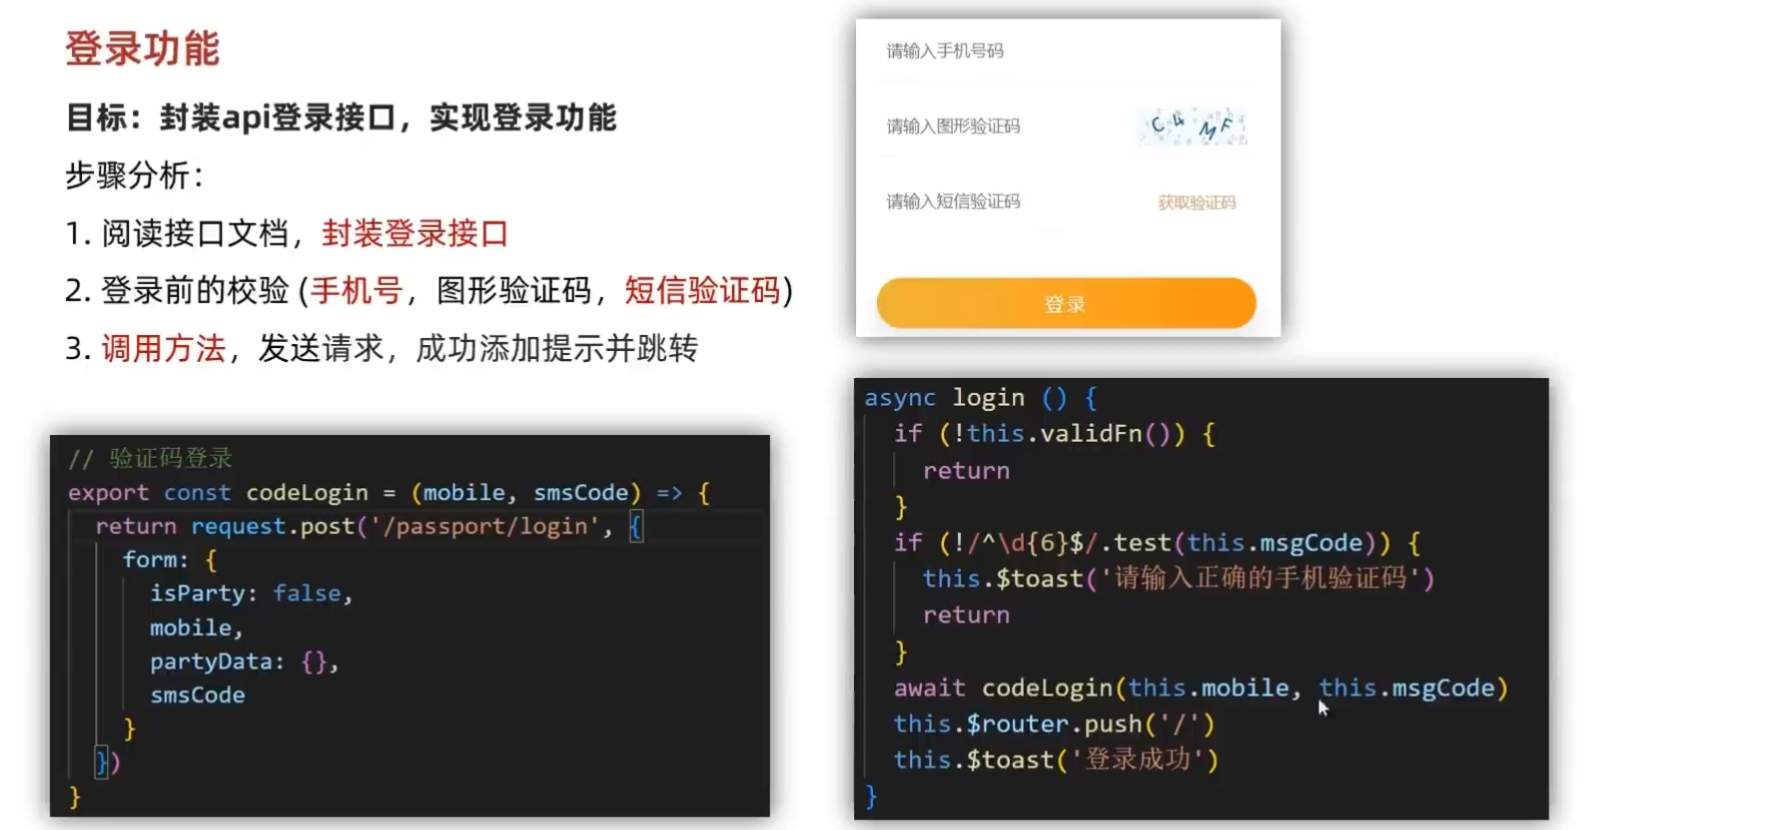 登录功能
目标：封装api登录接口，实现登录功能
步骤分析：
1. 阅读接口文档，封装登录接口
2. 登录前的校验 (手机号，图形验证码，短信验证码)
3. 调用方法，发送请求，成功添加提示并跳转
// 验证码登录
export const codeLogin = (mobile, smsCode) => {
return request.post('/passport/login', {
form: {
isParty: false,
mobile,
partyData: {},
smsCode
}
})
}
请输入手机号码
请输入图形验证码
C4MF
请输入短信验证码
获取验证码
登录
async login () {
if (!this.validFn()) {
return
}
if (!/^\d{6}$/.test(this.msgCode)) {
this.$toast('请输入正确的手机验证码')
return
}
await codeLogin(this.mobile, this.msgCode)
this.$router.push('/')
this.$toast('登录成功')
}